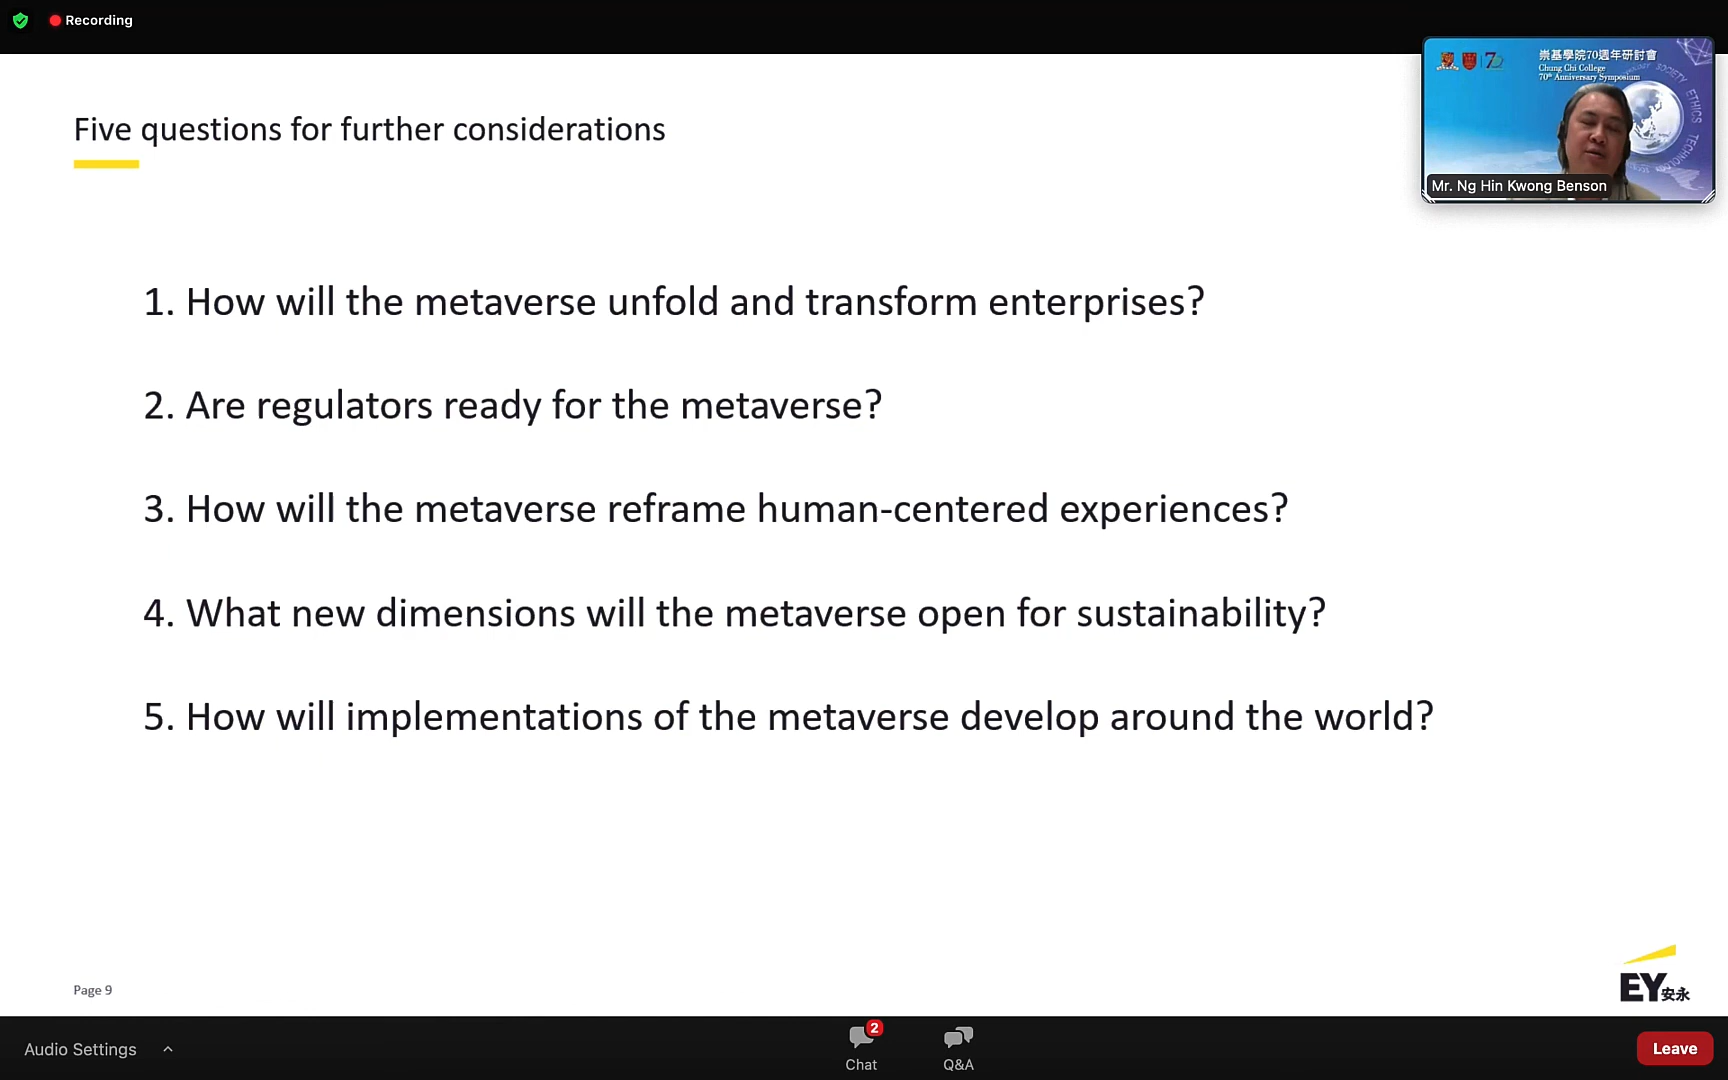 Recording
崇基學院70週年研討會
Chung Chi College
70th Anniversary Symposium
SOCIETY
ETHICS
TECHNOLOGY
Mr. Ng Hin Kwong Benson
Five questions for further considerations
1. How will the metaverse unfold and transform enterprises?
2. Are regulators ready for the metaverse?
3. How will the metaverse reframe human-centered experiences?
4. What new dimensions will the metaverse open for sustainability?
5. How will implementations of the metaverse develop around the world?
Page 9
EY安永
Audio Settings
2
Chat
Q&A
Leave